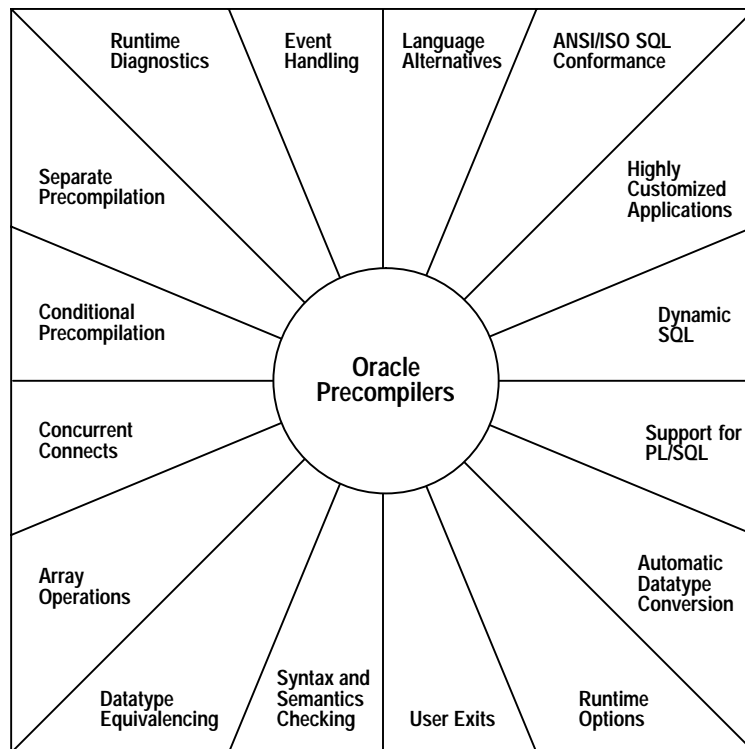 Runtime
Diagnostics
Event
Handling
Language
Alternatives
ANSI/ISO SQL
Conformance
Separate
Precompilation
Highly
Customized
Applications
Conditional
Precompilation
Dynamic
SQL
Oracle
Precompilers
Concurrent
Connects
Support for
PL/SQL
Array
Operations
Automatic
Datatype
Conversion
Datatype
Equivalencing
Syntax and
Semantics
Checking
User Exits
Runtime
Options